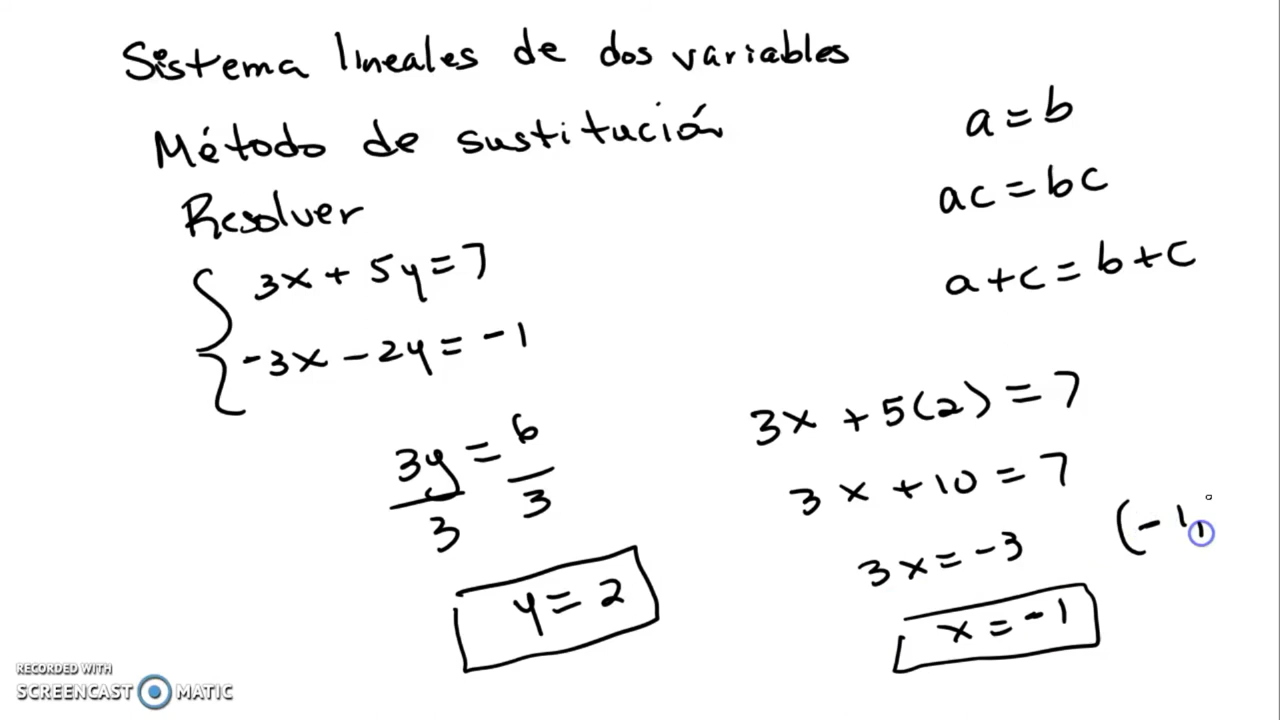 Sistema lineales de dos variables
Método de sustitución
Resolver
3x + 5y = 7
-3x - 2y = -1
3y = 6
3 3
y = 2
a = b
ac = bc
a + c = b + c
3x + 5(2) = 7
3x + 10 = 7
3x = -3
x = -1
(-1,
RECORDED WITH
SCREENCAST MATIC